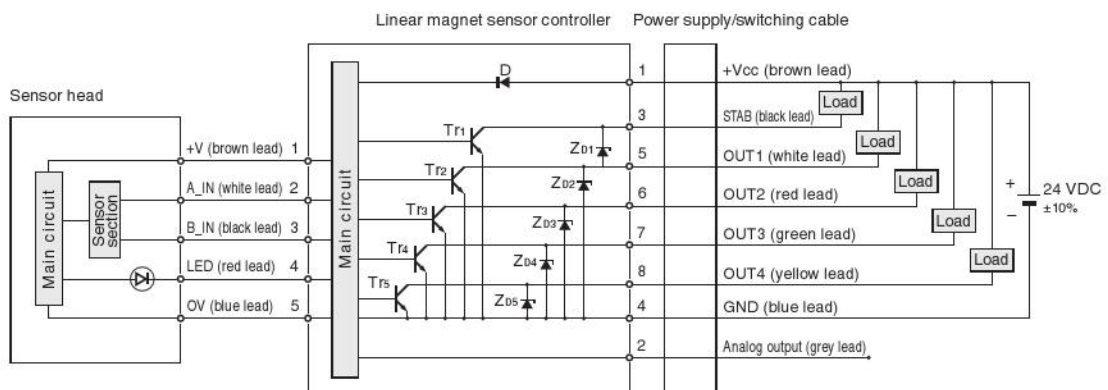 Linear magnet sensor controller
Power supply/switching cable
Sensor head
Main circuit
Sensor section
+V (brown lead) 1
A_IN (white lead) 2
B_IN (black lead) 3
LED (red lead) 4
OV (blue lead) 5
Main circuit
D
Tr1
Tr2
Tr3
Tr4
Tr5
ZD1
ZD2
ZD3
ZD4
ZD5
1 +Vcc (brown lead)
3 STAB (black lead)
5 OUT1 (white lead)
6 OUT2 (red lead)
7 OUT3 (green lead)
8 OUT4 (yellow lead)
4 GND (blue lead)
2 Analog output (grey lead)
Load
Load
Load
Load
Load
+
−
24 VDC
±10%